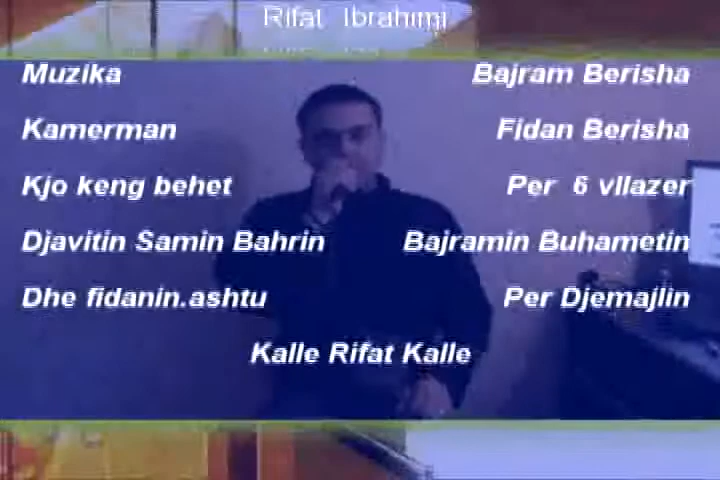 Rifat Ibrahimi
Muzika Bajram Berisha
Kamerman Fidan Berisha
Kjo keng behet Per 6 vllazer
Djavitin Samin Bahrin Bajramin Buhametin
Dhe fidanin.ashtu Per Djemajlin
Kalle Rifat Kalle